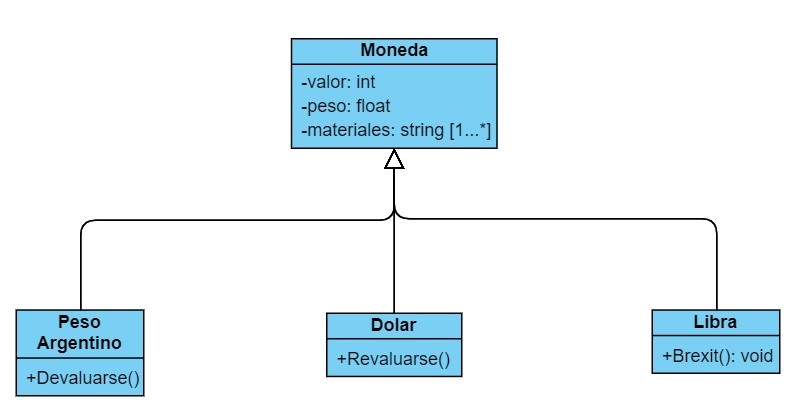 Moneda
-valor: int
-peso: float
-materiales: string [1...*]
Peso
Argentino
+Devaluarse()
Dolar
+Revaluarse()
Libra
+Brexit(): void